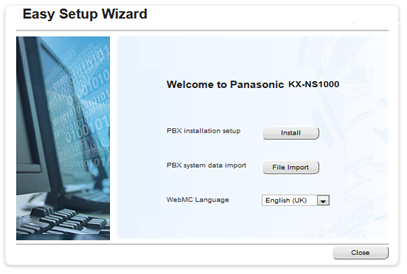 Easy Setup Wizard
Welcome to Panasonic KX-NS1000
PBX installation setup Install
PBX system data import File Import
WebMC Language English (UK)
Close